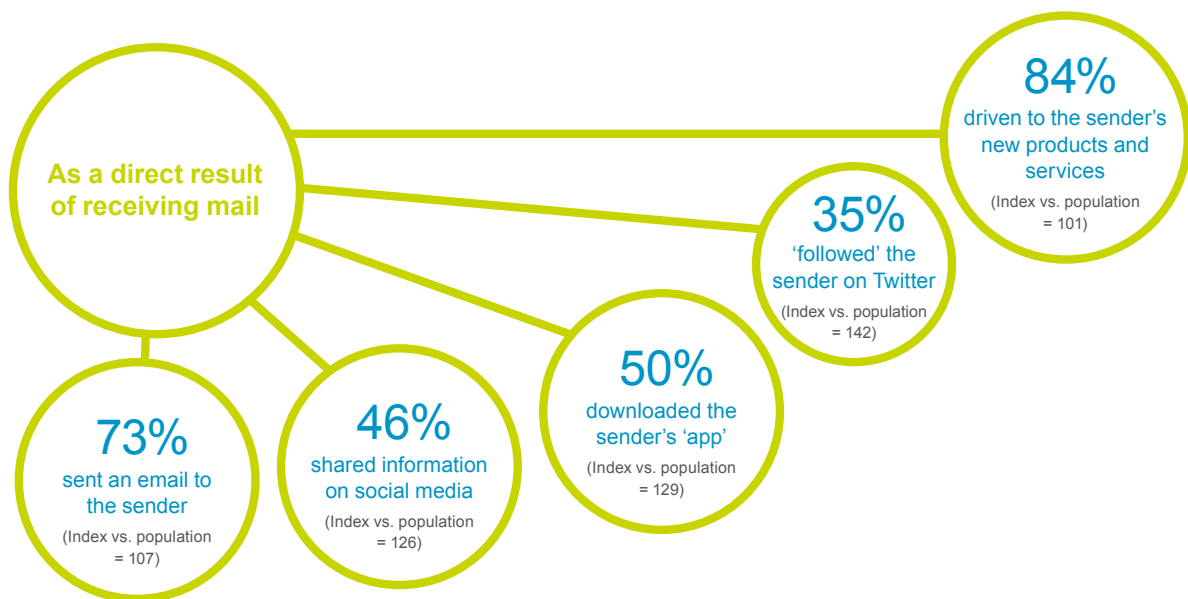 As a direct result
of receiving mail
84%
driven to the sender's
new products and
services
(Index vs. population
= 101)
35%
‘followed’ the
sender on Twitter
(Index vs. population
= 142)
50%
downloaded the
sender's ‘app’
(Index vs. population
= 129)
46%
shared information
on social media
(Index vs. population
= 126)
73%
sent an email to
the sender
(Index vs. population
= 107)